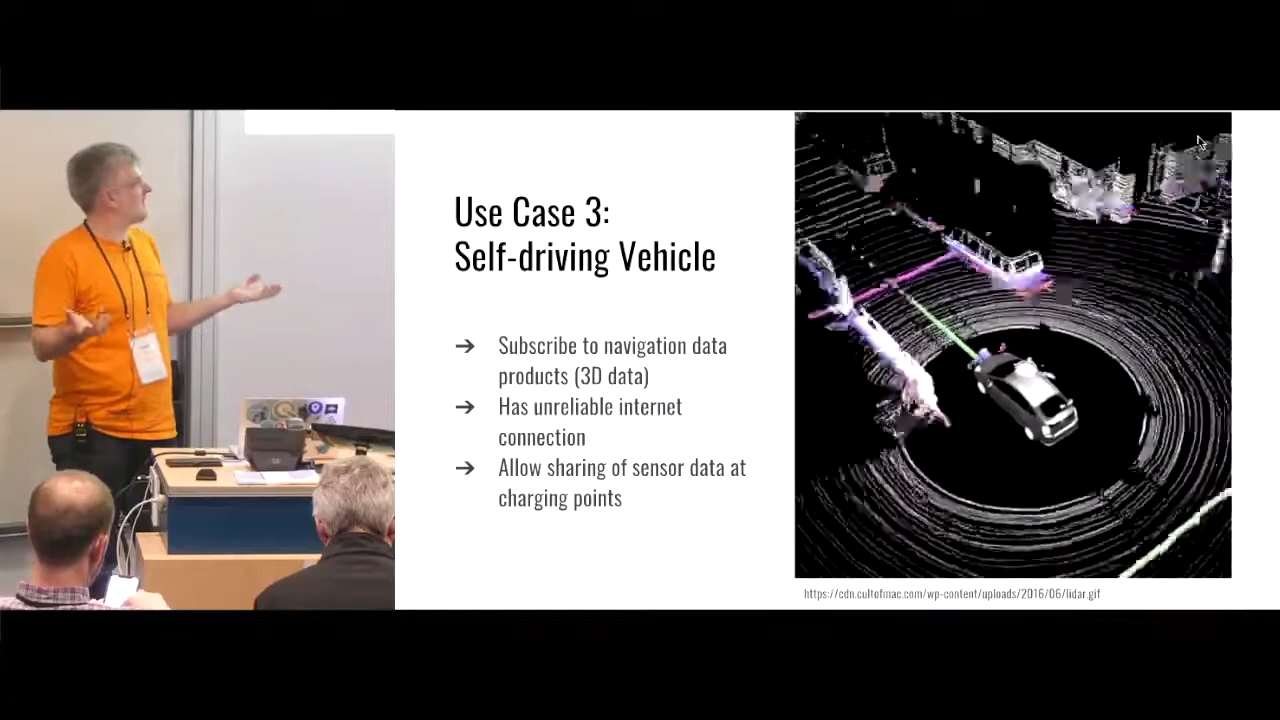 Use Case 3:
Self-driving Vehicle
➔ Subscribe to navigation data
products (3D data)
➔ Has unreliable internet
connection
➔ Allow sharing of sensor data at
charging points
https://cdn.cultofmac.com/wp-content/uploads/2016/06/lidar.gif